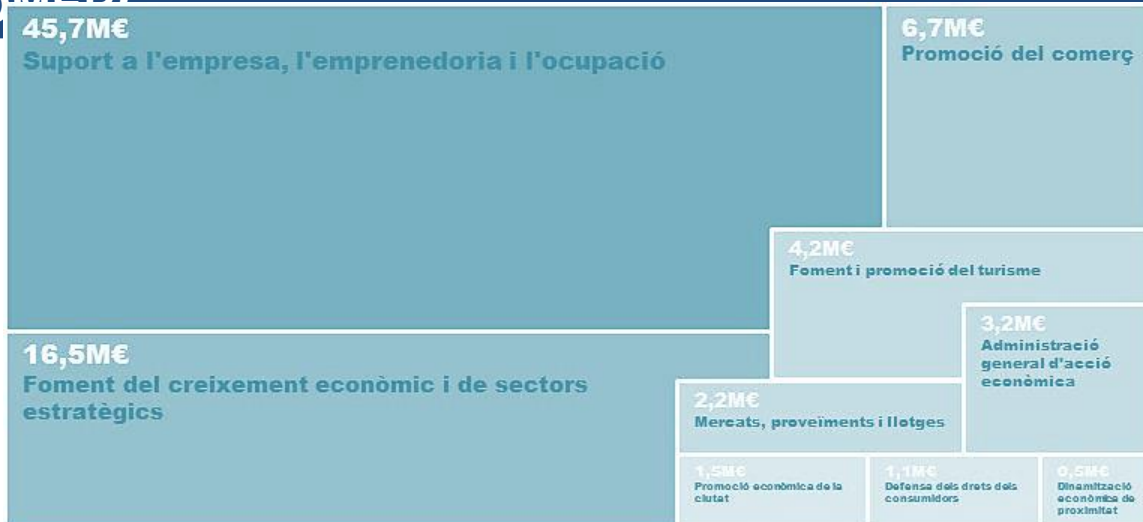 45,7M€
Suport a l'empresa, l'emprenedoria i l'ocupació
6,7M€
Promoció del comerç
4,2M€
Foment i promoció del turisme
3,2M€
Administració
general d'acció
econòmica
16,5M€
Foment del creixement econòmic i de sectors
estratègics
2,2M€
Mercats, proveïments i llotges
1,5M€
Promoció econòmica de la
ciutat
1,1M€
Defensa dels drets dels
consumidors
0,5M€
Dinamització
econòmica de
proximitat